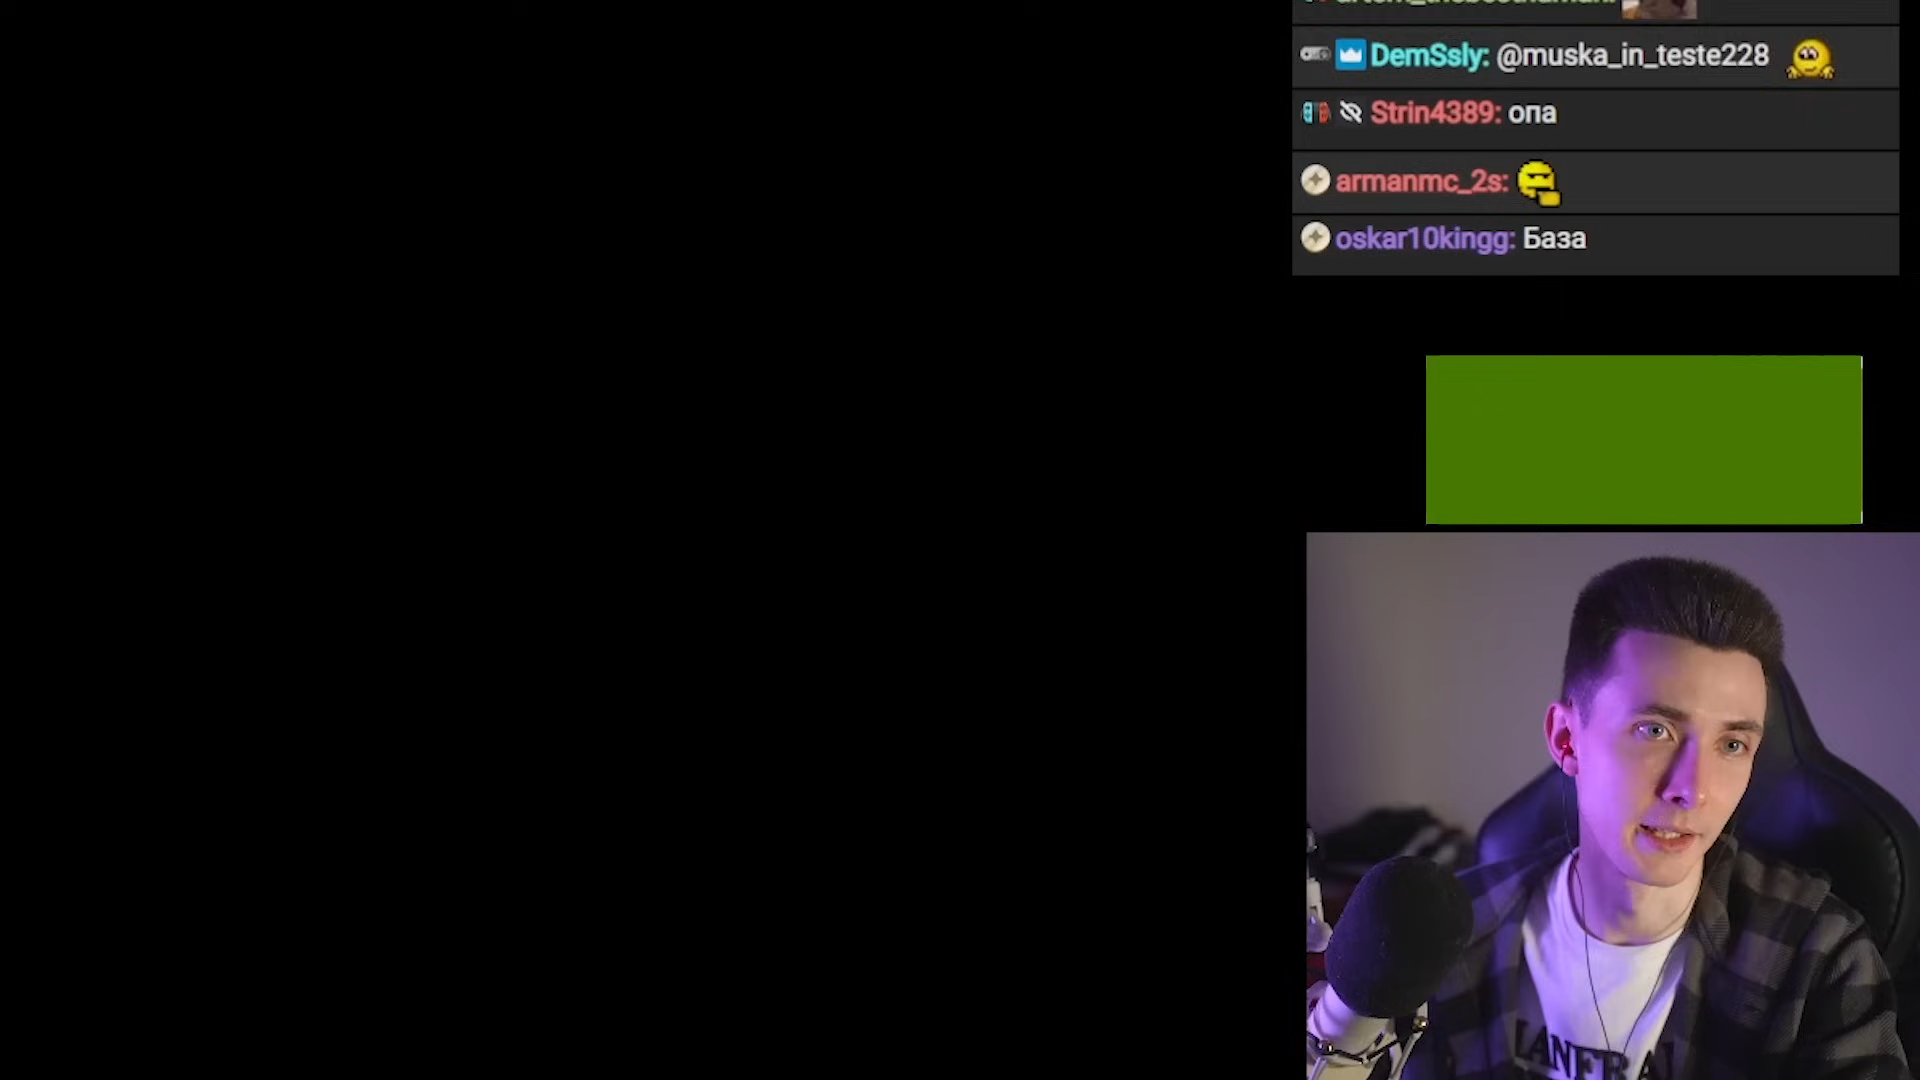 DemSsly: @muska_in_teste228
Strin4389: опа
armanmc_2s:
oskar10kingg: База